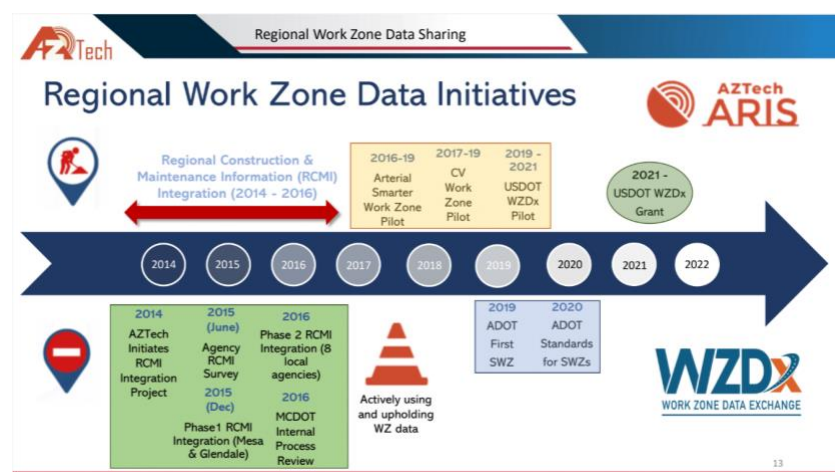 AZTech
Regional Work Zone Data Sharing
Regional Work Zone Data Initiatives
AZTech
ARIS
Regional Construction &
Maintenance Information (RCMI)
Integration (2014 - 2016)
2016-19
Arterial
Smarter
Work Zone
Pilot
2017-19
CV
Work
Zone
Pilot
2019 -
2021
USDOT
WZDx
Pilot
2021 -
USDOT WZDx
Grant
2014
2015
2016
2017
2018
2019
2020
2021
2022
2014
AZTech
Initiates
RCMI
Integration
Project
2015
(June)
Agency
RCMI
Survey
2015
(Dec)
Phase1 RCMI
Integration (Mesa
& Glendale)
2016
Phase 2 RCMI
Integration (8
local
agencies)
2016
MCDOT
Internal
Process
Review
Actively using
and upholding
WZ data
2019
ADOT
First
SWZ
2020
ADOT
Standards
for SWZs
WZDx
WORK ZONE DATA EXCHANGE
13